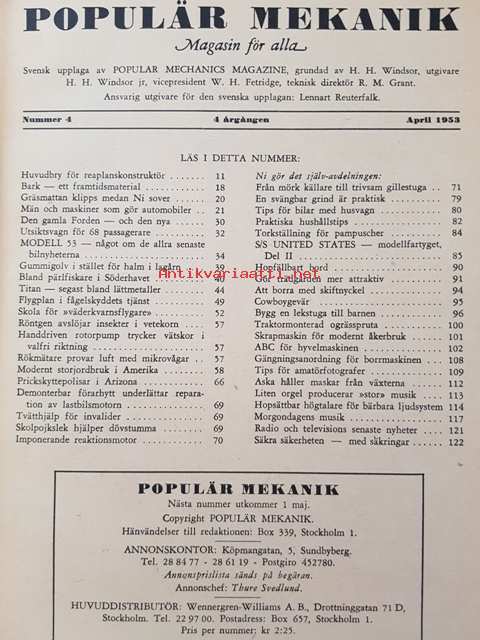 POPULÄR MEKANIK
Magasin för alla
Svensk upplaga av POPULAR MECHANICS MAGAZINE, grundad av H. H. Windsor, utgivare
H. H. Windsor jr, vicepresident W. H. Fetridge, teknisk direktör R. M. Grant.
Ansvarig utgivare för den svenska upplagan: Lennart Reuterfalk.
Nummer 4 4 årgången April 1953
LÄS I DETTA NUMMER:
Huvudbry för reaplanskonstruktör ....... 11
Bark — ett framtidsmaterial ............ 18
Gräsmattan klipps medan Ni sover ...... 20
Män och maskiner som gör automobiler .. 21
Den gamla Forden — och den nya ...... 30
Utsiktsvagn för 68 passagerare .......... 32
MODELL 53 — något om de allra senaste
bilnyheterna .......................... 34
Gummigolv i stället för halm i lagårn .... 39
Bland pärlfiskare i Söderhavet .......... 40
Titan — segast bland lättmetaller ........ 44
Flygplan i fågelskyddets tjänst .......... 49
Skola för »väderkvarnsflygare» .......... 52
Röntgen avslöjar insekter i vetekorn .... 57
Handdriven rotorpump trycker vätskor i
valfri riktning ........................ 57
Rökmätare provar luft med mikrovågar .. 57
Modernt storjordbruk i Amerika ........ 58
Prickskyttepolisar i Arizona ............ 66
Demonterbar förarhytt underlättar repara-
tion av lastbilsmotorn ................ 69
Tvätthjälp för invalider ................ 69
Skolpojkslek hjälper dövstumma ........ 69
Imponerande reaktionsmotor ............ 70
Ni gör det själv-avdelningen:
Från mörk källare till trivsam gillestuga .. 71
En svängbar grind är praktisk .......... 79
Tips för bilar med husvagn ............ 80
Praktiska hushållstips .................. 82
Torkställning för pampuscher .......... 84
S/S UNITED STATES — modellfartyget,
Del II ................................ 85
Hopfällbart bord ...................... 90
Gör trädgården mer attraktiv .......... 91
Att borra med skiftnyckel .............. 94
Cowboygevär .......................... 95
Bygg en lekstuga till barnen ............ 96
Traktormonterad ogrässpruta ............ 100
Skrapmaskin för modernt åkerbruk ...... 101
ABC för hyvelmaskinen ................ 102
Gängningsanordning för borrmaskinen .. 108
Tips för amatörfotografer .............. 109
Aska håller maskar från växterna ...... 112
Liten orgel producerar »stor» musik .... 113
Hopsättbar högtalare för bärbara ljudsystem 114
Morgondagens musik .................... 117
Radio och televisions senaste nyheter .... 121
Säkra säkerheten — med säkringar ...... 122
Antikvariaatti.net
POPULÄR MEKANIK
Nästa nummer utkommer 1 maj.
Copyright POPULÄR MEKANIK.
Hänvändelser till redaktionen: Box 339, Stockholm 1.
ANNONSKONTOR: Köpmangatan, 5, Sundbyberg.
Tel. 28 84 77 - 28 61 19 - Postgiro 452780.
Annonsprislista sänds på begäran.
Annonschef: Thure Svedlund.
HUVUDDISTRIBUTÖR: Wennergren-Williams A. B., Drottninggatan 71 D,
Stockholm. Tel. 22 97 00. Postadress: Box 657, Stockholm 1.
Pris per nummer: kr 2:25.